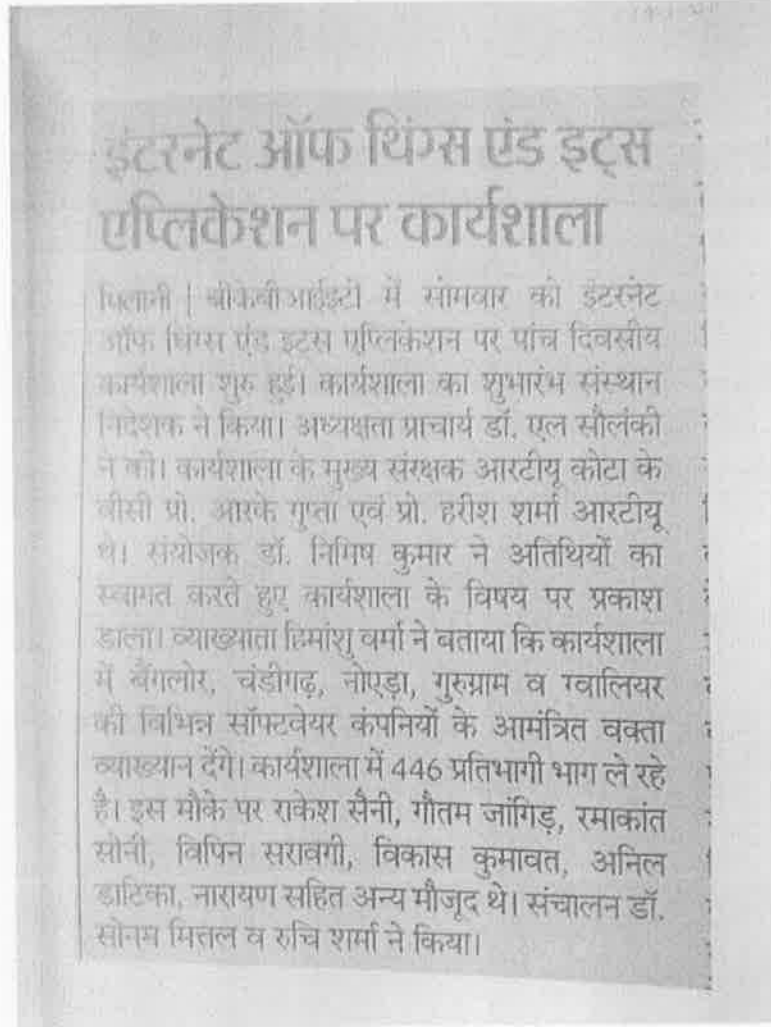 इंटरनेट ऑफ थिंग्स एंड इट्स
एप्लिकेशन पर कार्यशाला
पिलानी | बीकेबीआईईटी में सोमवार को इंटरनेट
ऑफ थिंग्स एंड इटस एप्लिकेशन पर पांच दिवसीय
कार्यशाला शुरु हुई। कार्यशाला का शुभारंभ संस्थान
निदेशक ने किया। अध्यक्षता प्राचार्य डॉ. एल सौलंकी
ने की। कार्यशाला के मुख्य संरक्षक आरटीयू कोटा के
वीसी प्रो. आरके गुप्ता एवं प्रो. हरीश शर्मा आरटीयू
थे। संयोजक डॉ. निमिष कुमार ने अतिथियों का
स्वागत करते हुए कार्यशाला के विषय पर प्रकाश
डाला। व्याख्याता हिमांशु वर्मा ने बताया कि कार्यशाला
में बैंगलोर, चंडीगढ़, नोएड़ा, गुरुग्राम व ग्वालियर
की विभिन्न सॉफ्टवेयर कंपनियों के आमंत्रित वक्ता
व्याख्यान देंगे। कार्यशाला में 446 प्रतिभागी भाग ले रहे
है। इस मौके पर राकेश सैनी, गौतम जांगिड़, रमाकांत
सोनी, विपिन सरावगी, विकास कुमावत, अनिल
डाटिका, नारायण सहित अन्य मौजूद थे। संचालन डॉ.
सोनम मित्तल व रुचि शर्मा ने किया।